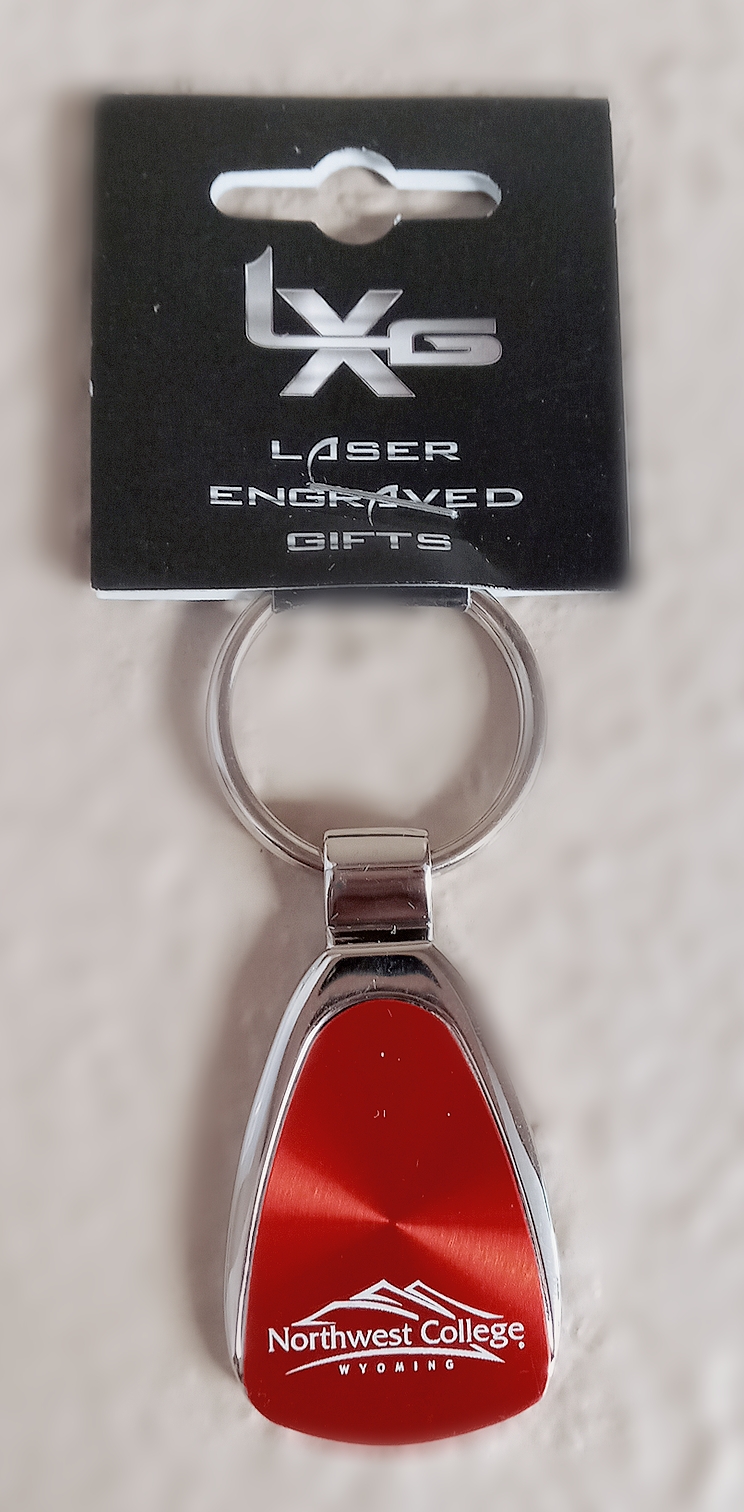 LXG
LASER
ENGRAVED
GIFTS
Northwest College
WYOMING